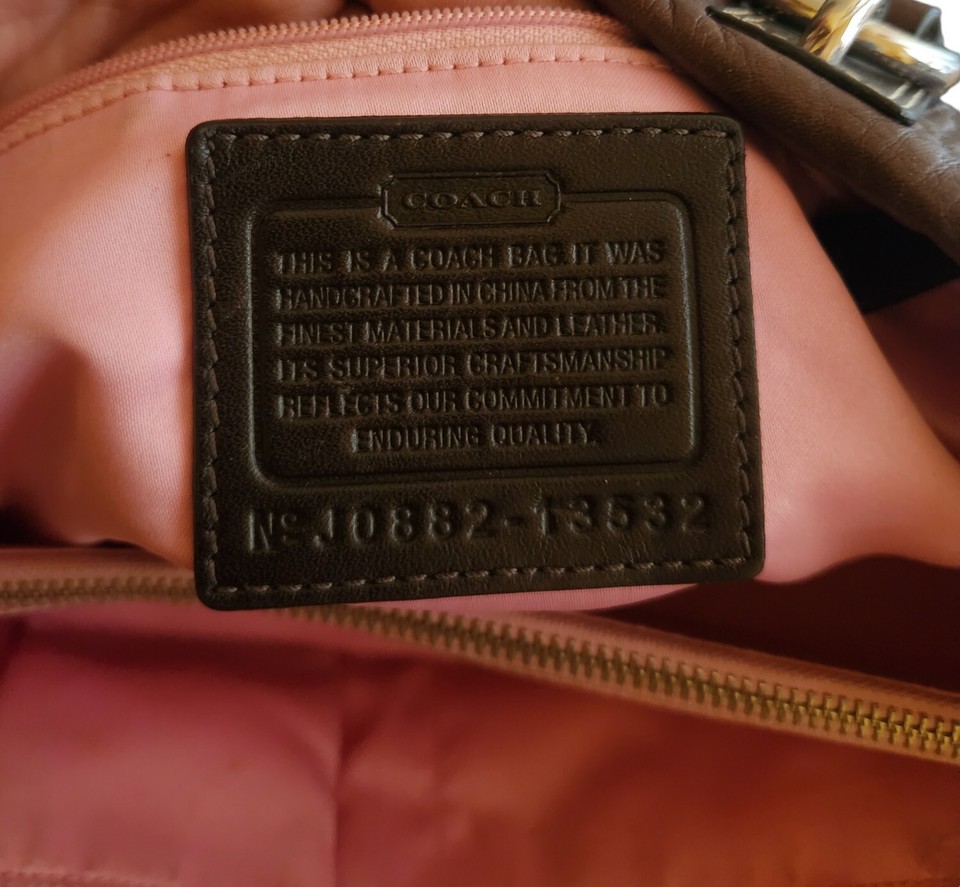 COACH
THIS IS A COACH BAG. IT WAS
HANDCRAFTED IN CHINA FROM THE
FINEST MATERIALS AND LEATHER.
ITS SUPERIOR CRAFTSMANSHIP
REFLECTS OUR COMMITMENT TO
ENDURING QUALITY.
Nº J0882-13532